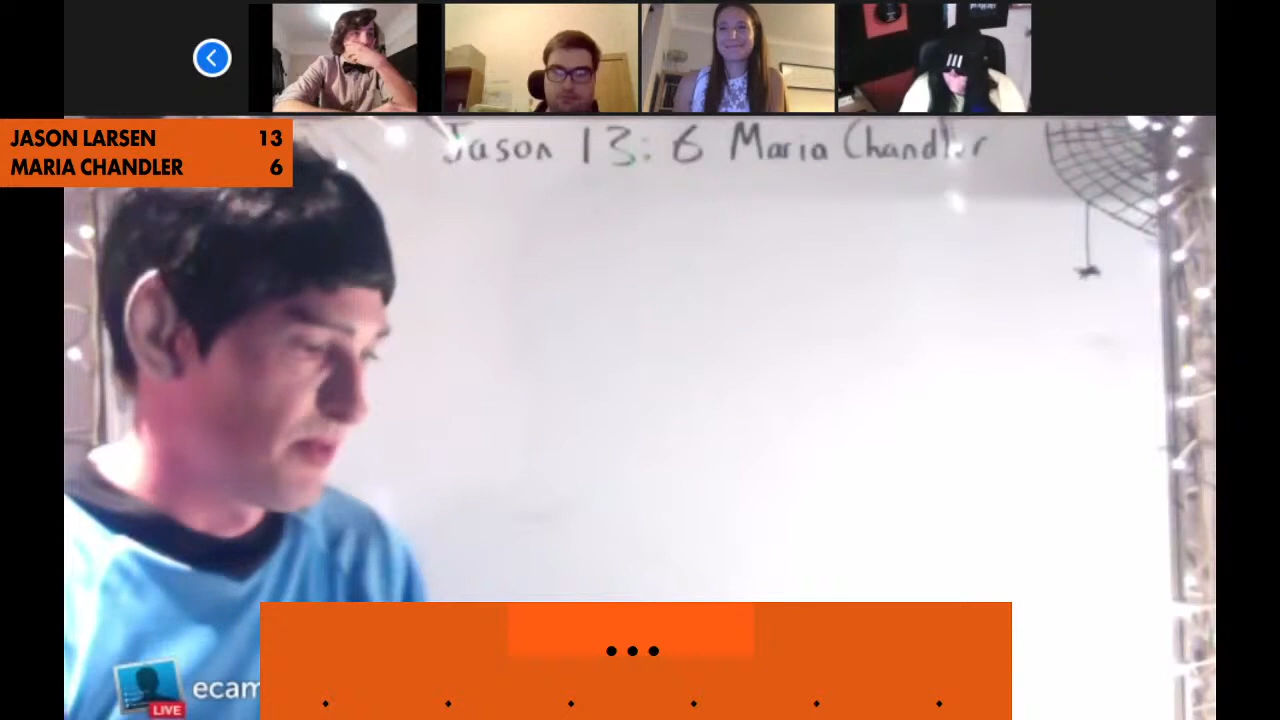 JASON LARSEN 13
MARIA CHANDLER 6
Jason 13:6 Maria Chandler
...
ecam
LIVE